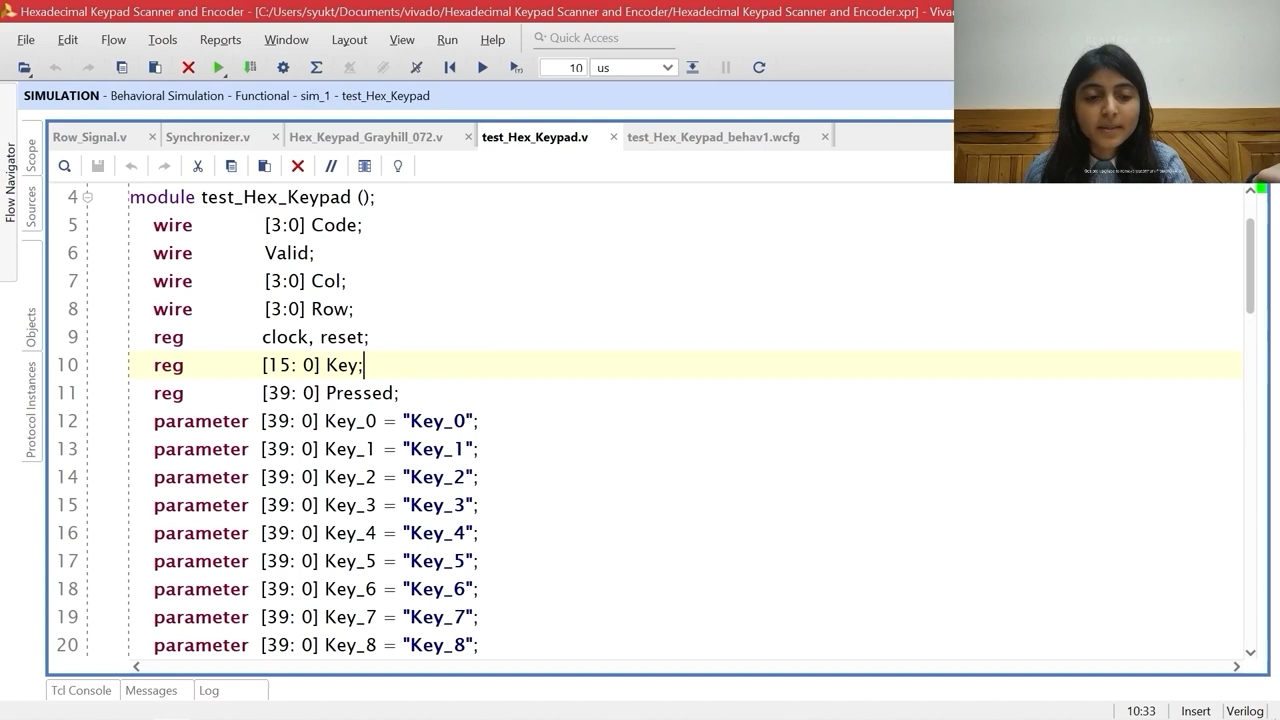 Hexadecimal Keypad Scanner and Encoder - [C:/Users/syukt/Documents/vivado/Hexadecimal Keypad Scanner and Encoder/Hexadecimal Keypad Scanner and Encoder.xpr] - Viva
File Edit Flow Tools Reports Window Layout View Run Help Quick Access
10 us
SIMULATION - Behavioral Simulation - Functional - sim_1 - test_Hex_Keypad
Row_Signal.v Synchronizer.v Hex_Keypad_Grayhill_072.v test_Hex_Keypad.v test_Hex_Keypad_behav1.wcfg
Flow Navigator
Scope
Sources
Objects
Protocol Instances
4 module test_Hex_Keypad ();
5 wire [3:0] Code;
6 wire Valid;
7 wire [3:0] Col;
8 wire [3:0] Row;
9 reg clock, reset;
10 reg [15: 0] Key;
11 reg [39: 0] Pressed;
12 parameter [39: 0] Key_0 = "Key_0";
13 parameter [39: 0] Key_1 = "Key_1";
14 parameter [39: 0] Key_2 = "Key_2";
15 parameter [39: 0] Key_3 = "Key_3";
16 parameter [39: 0] Key_4 = "Key_4";
17 parameter [39: 0] Key_5 = "Key_5";
18 parameter [39: 0] Key_6 = "Key_6";
19 parameter [39: 0] Key_7 = "Key_7";
20 parameter [39: 0] Key_8 = "Key_8";
Tcl Console Messages Log
10:33 Insert Verilog